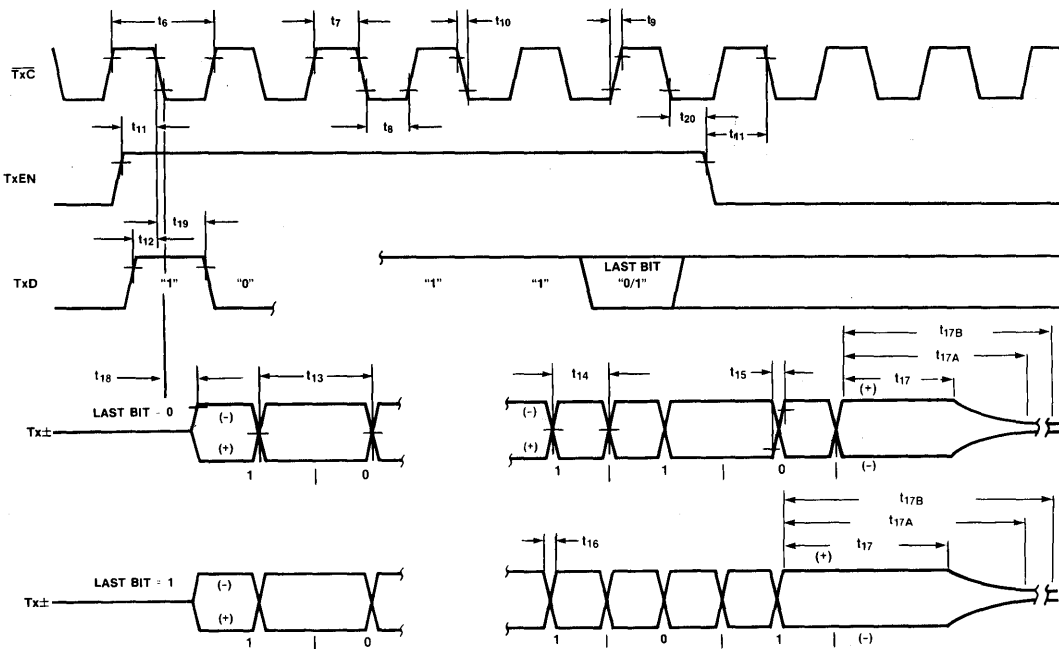 t6 t7 t10 t9
TxC
t11 t8 t20 t41
TxEN
t19
t12
TxD "1" "0" "1" "1" LAST BIT
"0/1"
t17B
t17A
t18 t13 t14 t15 t17
LAST BIT = 0 (-) (-) (+)
Tx±
(+) (+) (-)
1 | 0 1 | 1 | 0 |
t17B
t17A
t16 t17
(+)
LAST BIT = 1 (-)
Tx±
(+)
1 | 0 1 | 0 | 1 | (-)